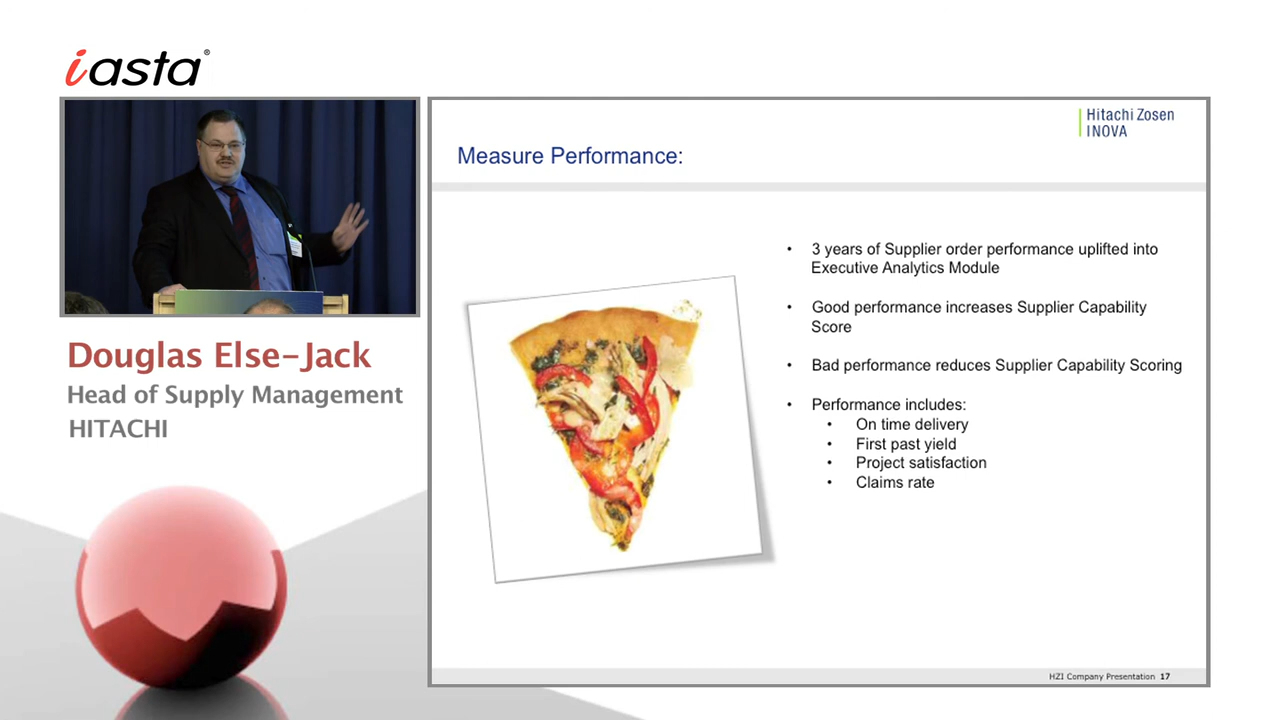 iasta®
Douglas Else-Jack
Head of Supply Management
HITACHI
Hitachi Zosen
INOVA
Measure Performance:
• 3 years of Supplier order performance uplifted into
Executive Analytics Module
• Good performance increases Supplier Capability
Score
• Bad performance reduces Supplier Capability Scoring
• Performance includes:
• On time delivery
• First past yield
• Project satisfaction
• Claims rate
HZI Company Presentation 17